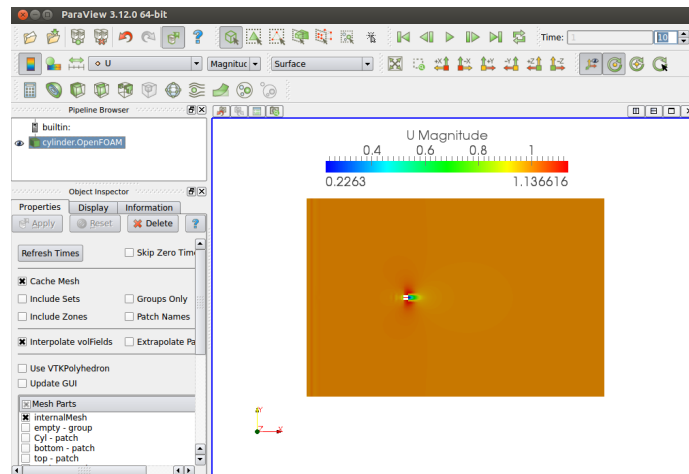 ParaView 3.12.0 64-bit
Time: 1 10
U Magnituc Surface
+X -X +Y -Y +Z -Z
Pipeline Browser
builtin:
cylinder.OpenFOAM
Object Inspector
Properties Display Information
Apply Reset Delete ?
Refresh Times Skip Zero Time
Cache Mesh
Include Sets Groups Only
Include Zones Patch Names
Interpolate volFields Extrapolate Pa
Use VTKPolyhedron
Update GUI
Mesh Parts
internalMesh
empty - group
Cyl - patch
bottom - patch
top - patch
U Magnitude
0.4 0.6 0.8 1
0.2263 1.136616
Y
Z X